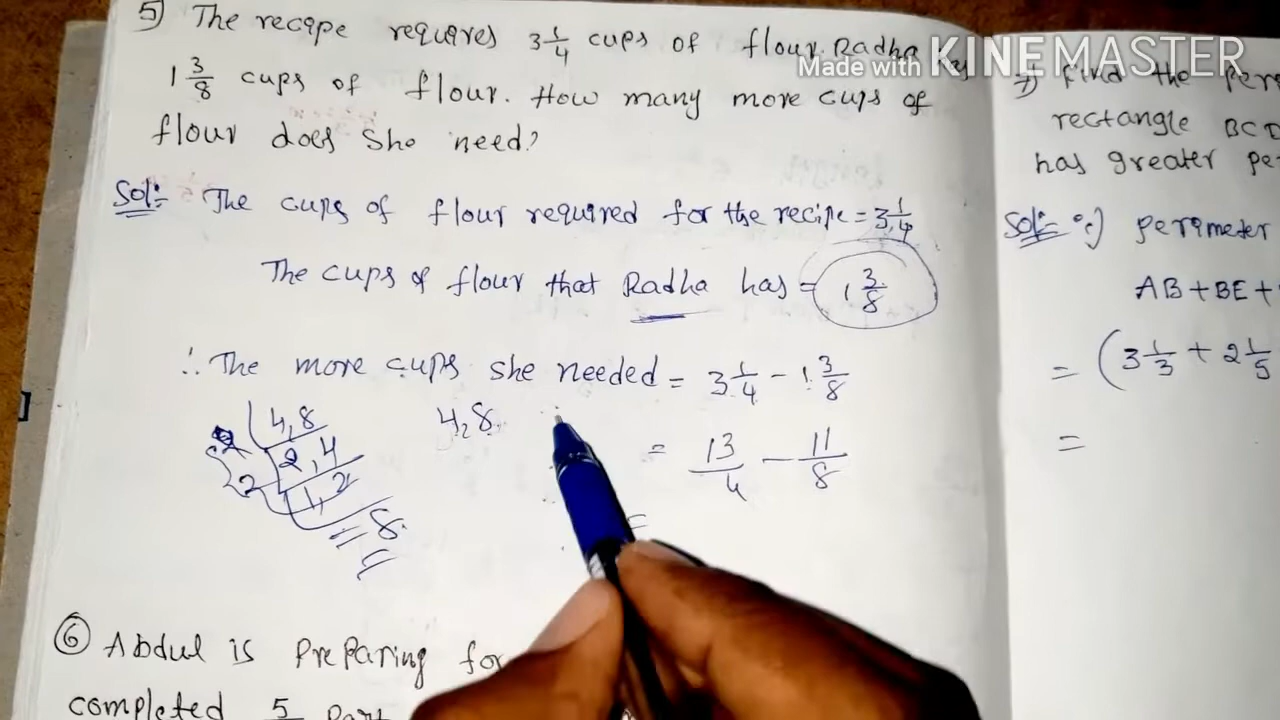 5) The recipe requires 3 1/4 cups of flour. Radha has
1 3/8 cups of flour. How many more cups of
flour does she need?
Sol:- The cups of flour required for the recipe = 3 1/4
The cups of flour that Radha has = 1 3/8
∴ The more cups she needed = 3 1/4 - 1 3/8
4,8
2,4
2 1,2
8
4,8
= 13/4 - 11/8
=
6 Abdul is preparing for
completed 5 part
Made with KINEMASTER
7) Find the per
rectangle BCD
has greater pe
Sol:- i) perimeter
AB+BE+
= (3 1/3 + 2 1/5
=